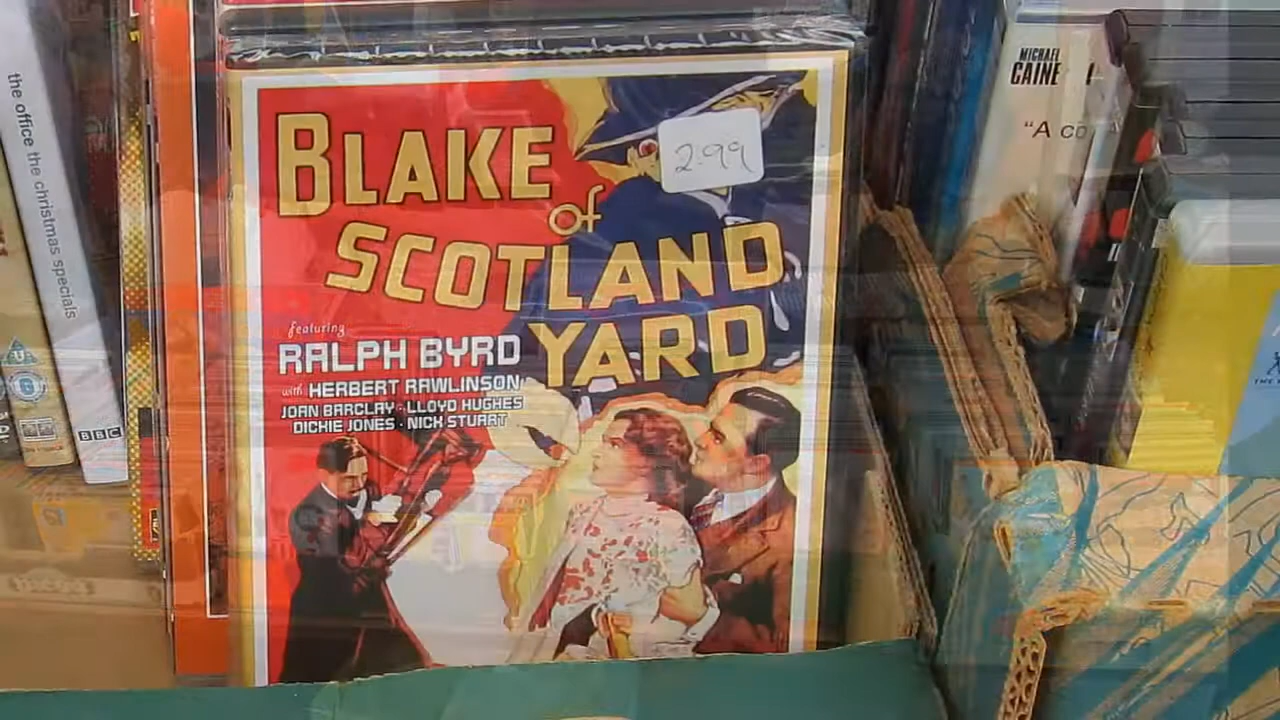 the office the christmas specials
BBC
U
BLAKE
of
SCOTLAND
YARD
2.99
featuring
RALPH BYRD
with HERBERT RAWLINSON
JOAN BARCLAY · LLOYD HUGHES
DICKIE JONES · NICK STUART
MICHAEL
CAINE
"A co